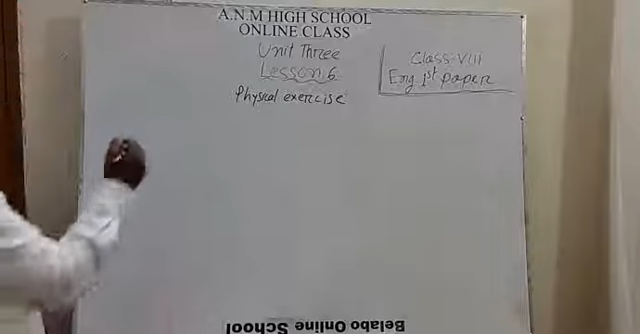 A.N.M HIGH SCHOOL
ONLINE CLASS
Unit Three
Lesson 6
Physical exercise
Class-VIII
Eng 1st paper
Belabo Online School